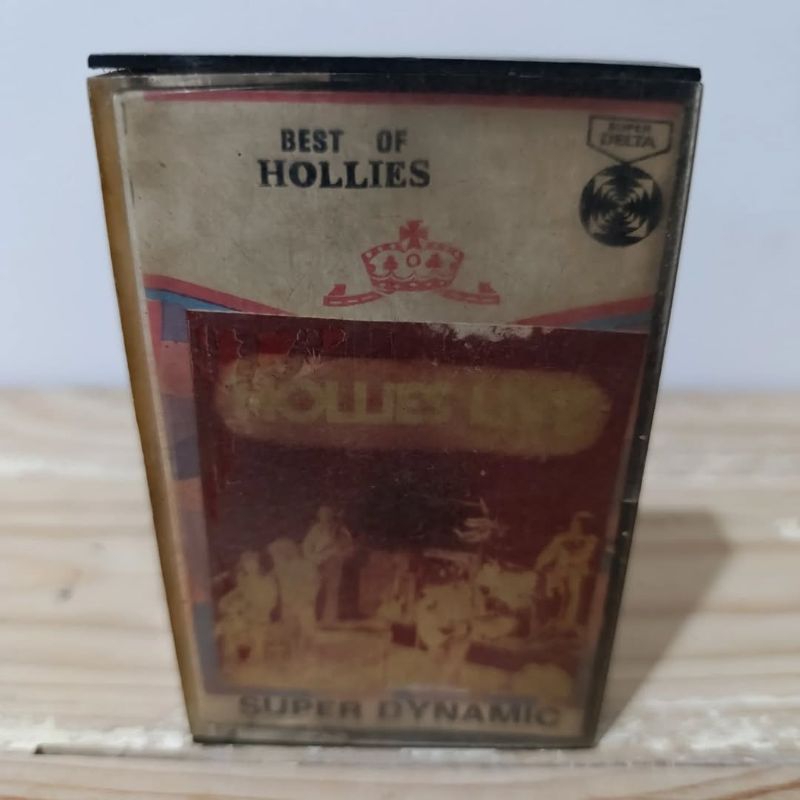 BEST OF
HOLLIES
SUPER
DELTA
HOLLIES LIVE
SUPER DYNAMIC